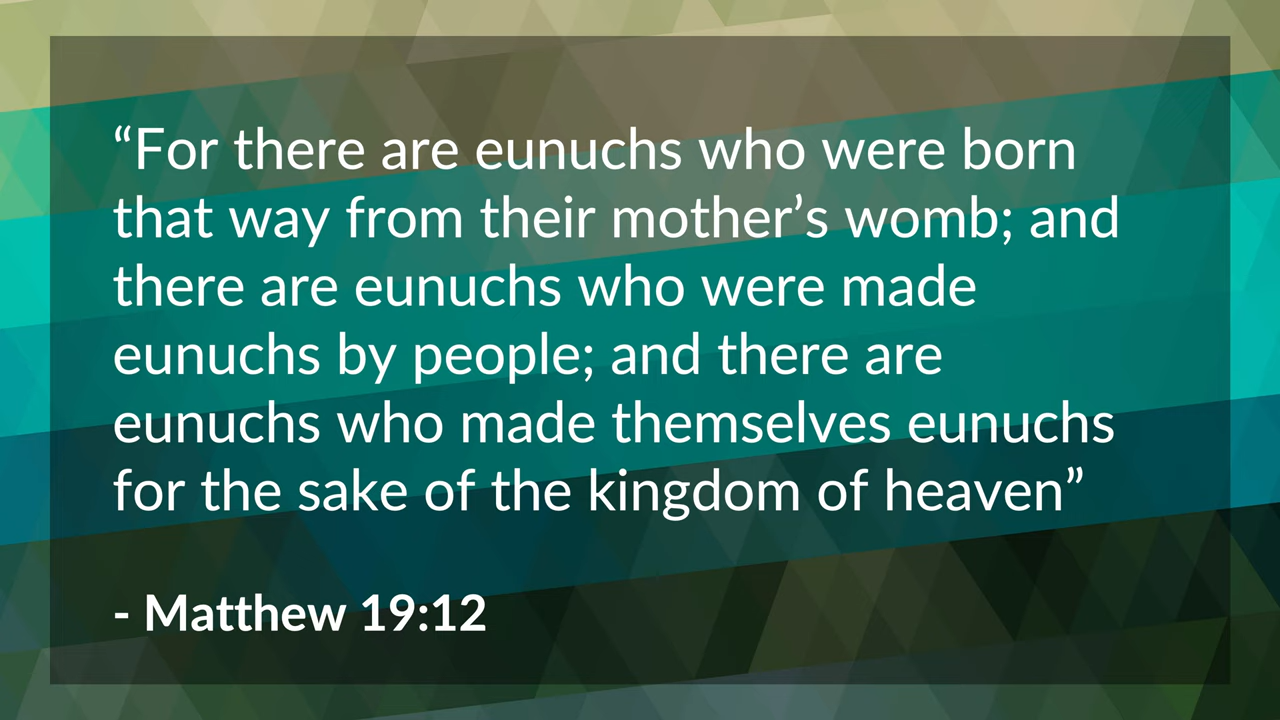 “For there are eunuchs who were born
that way from their mother’s womb; and
there are eunuchs who were made
eunuchs by people; and there are
eunuchs who made themselves eunuchs
for the sake of the kingdom of heaven”
- Matthew 19:12